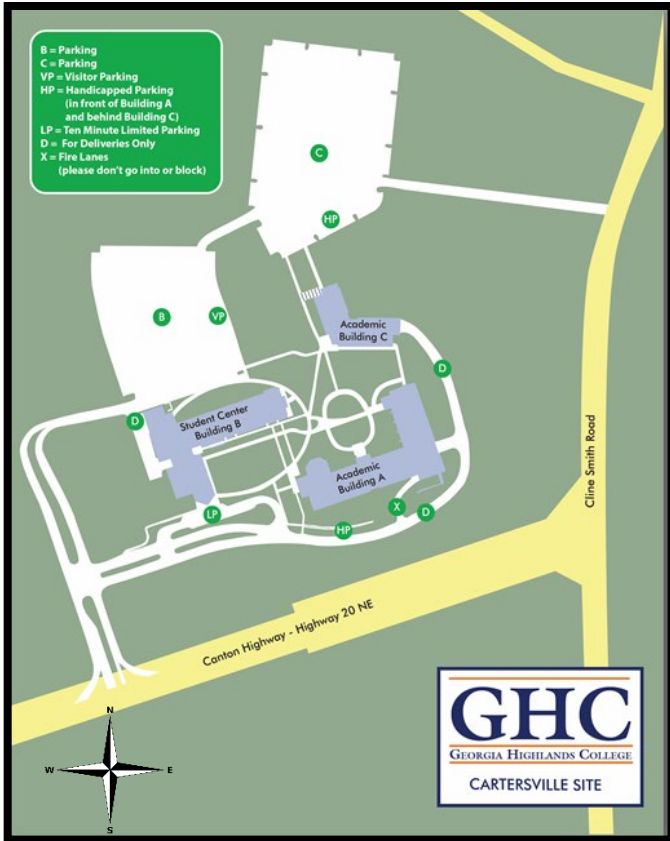 B = Parking
C = Parking
VP = Visitor Parking
HP = Handicapped Parking
(in front of Building A
and behind Building C)
LP = Ten Minute Limited Parking
D = For Deliveries Only
X = Fire Lanes
(please don't go into or block)
C
HP
B
VP
Academic
Building C
D
D
Student Center
Building B
Academic
Building A
LP
HP
X
D
Cline Smith Road
Canton Highway - Highway 20 NE
N
W
E
S
GHC
GEORGIA HIGHLANDS COLLEGE
CARTERSVILLE SITE